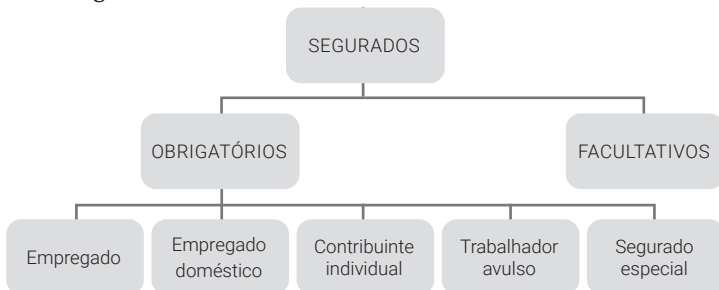 SEGURADOS
OBRIGATÓRIOS
FACULTATIVOS
Empregado
Empregado
doméstico
Contribuinte
individual
Trabalhador
avulso
Segurado
especial